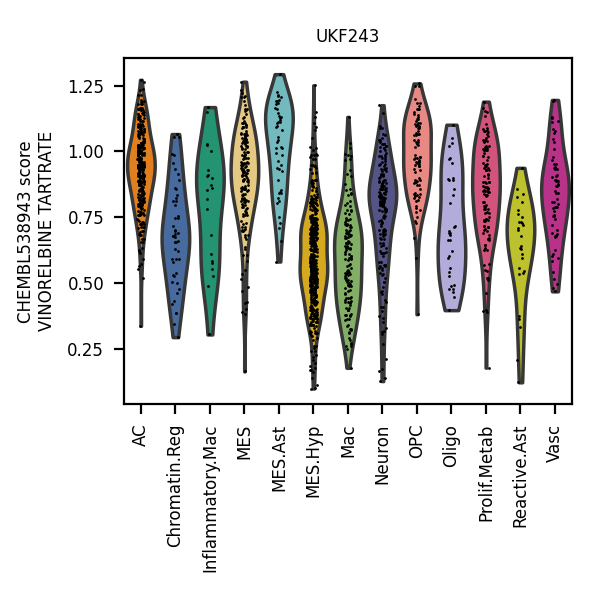 UKF243
CHEMBL538943 score
VINORELBINE TARTRATE
1.25
1.00
0.75
0.50
0.25
AC
Chromatin.Reg
Inflammatory.Mac
MES
MES.Ast
MES.Hyp
Mac
Neuron
OPC
Oligo
Prolif.Metab
Reactive.Ast
Vasc